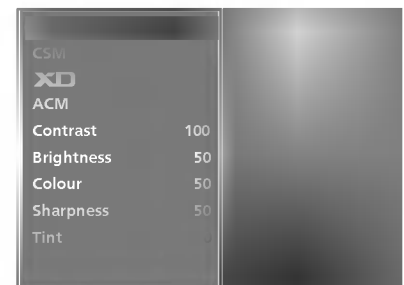 CSM
XD
ACM
Contrast 100
Brightness 50
Colour 50
Sharpness 50
Tint